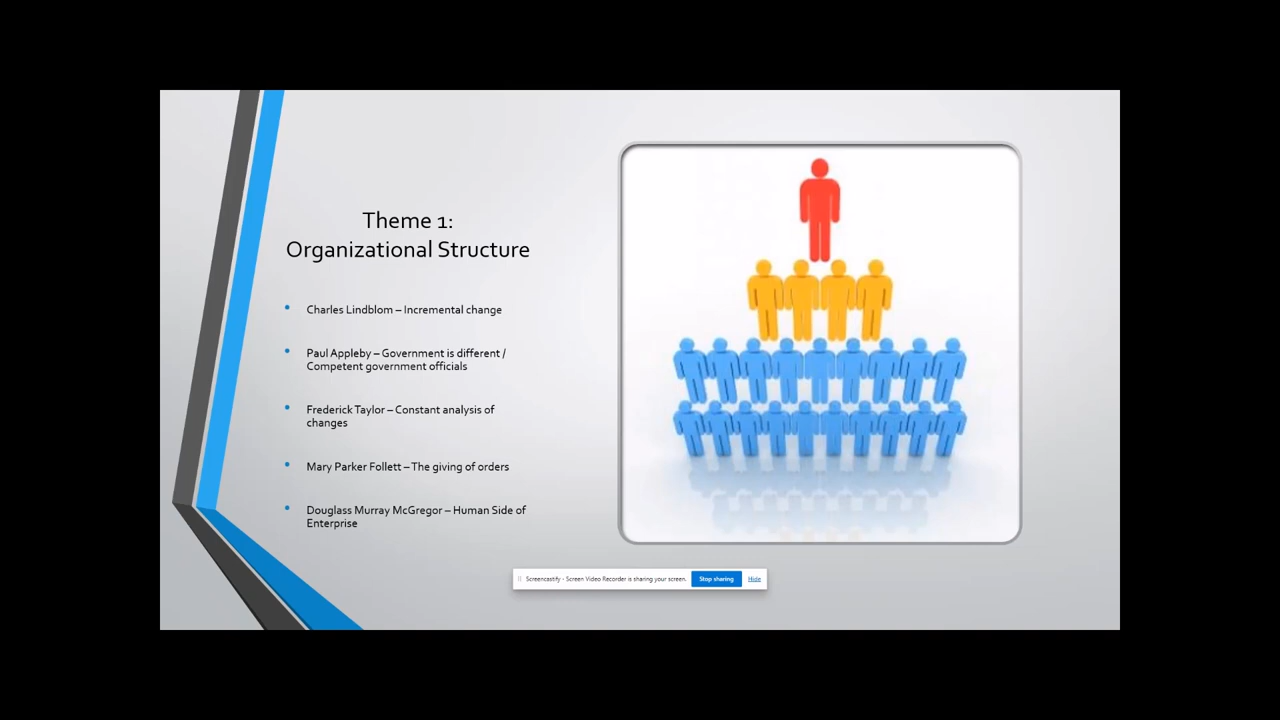 Theme 1:
Organizational Structure
• Charles Lindblom – Incremental change
• Paul Appleby – Government is different /
Competent government officials
• Frederick Taylor – Constant analysis of
changes
• Mary Parker Follett – The giving of orders
• Douglass Murray McGregor – Human Side of
Enterprise
Screencastify - Screen Video Recorder is sharing your screen. Stop sharing Hide